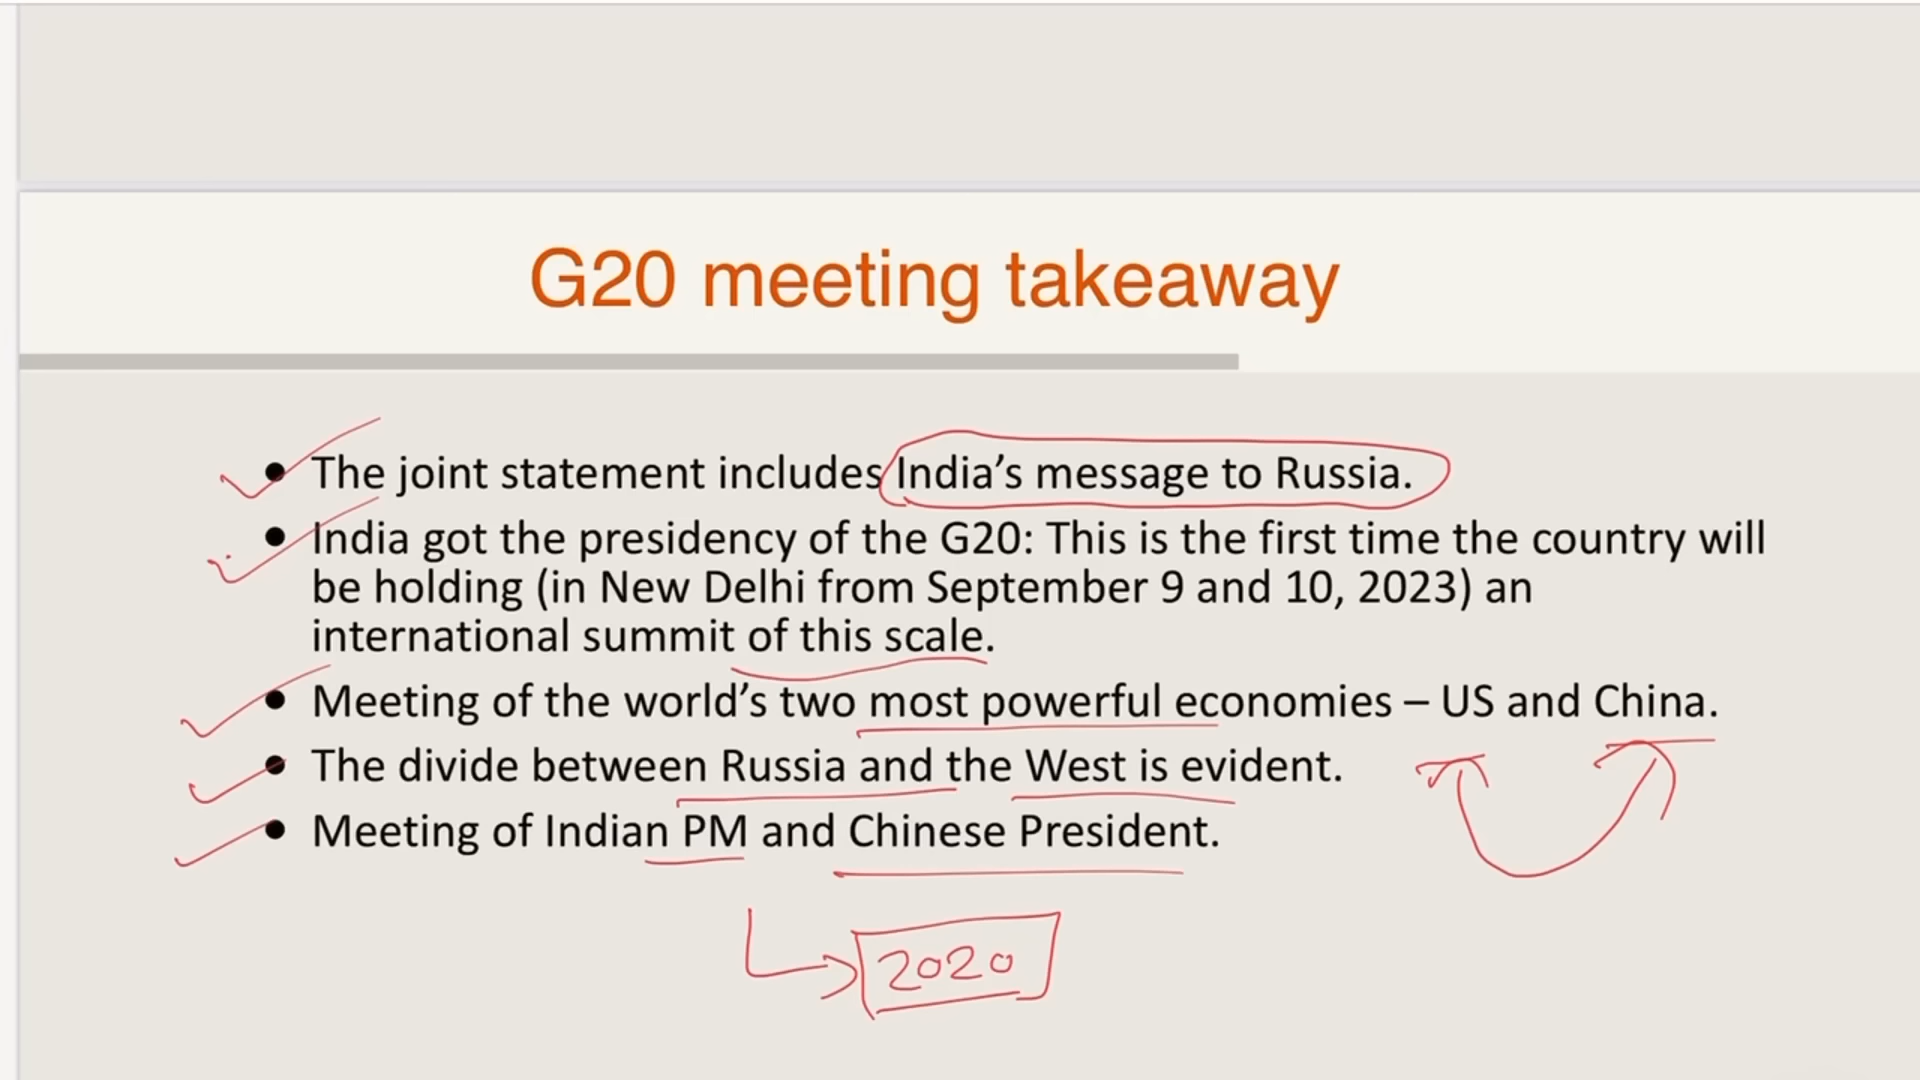 G20 meeting takeaway
• The joint statement includes India's message to Russia.
• India got the presidency of the G20: This is the first time the country will
be holding (in New Delhi from September 9 and 10, 2023) an
international summit of this scale.
• Meeting of the world's two most powerful economies – US and China.
• The divide between Russia and the West is evident.
• Meeting of Indian PM and Chinese President.
2020